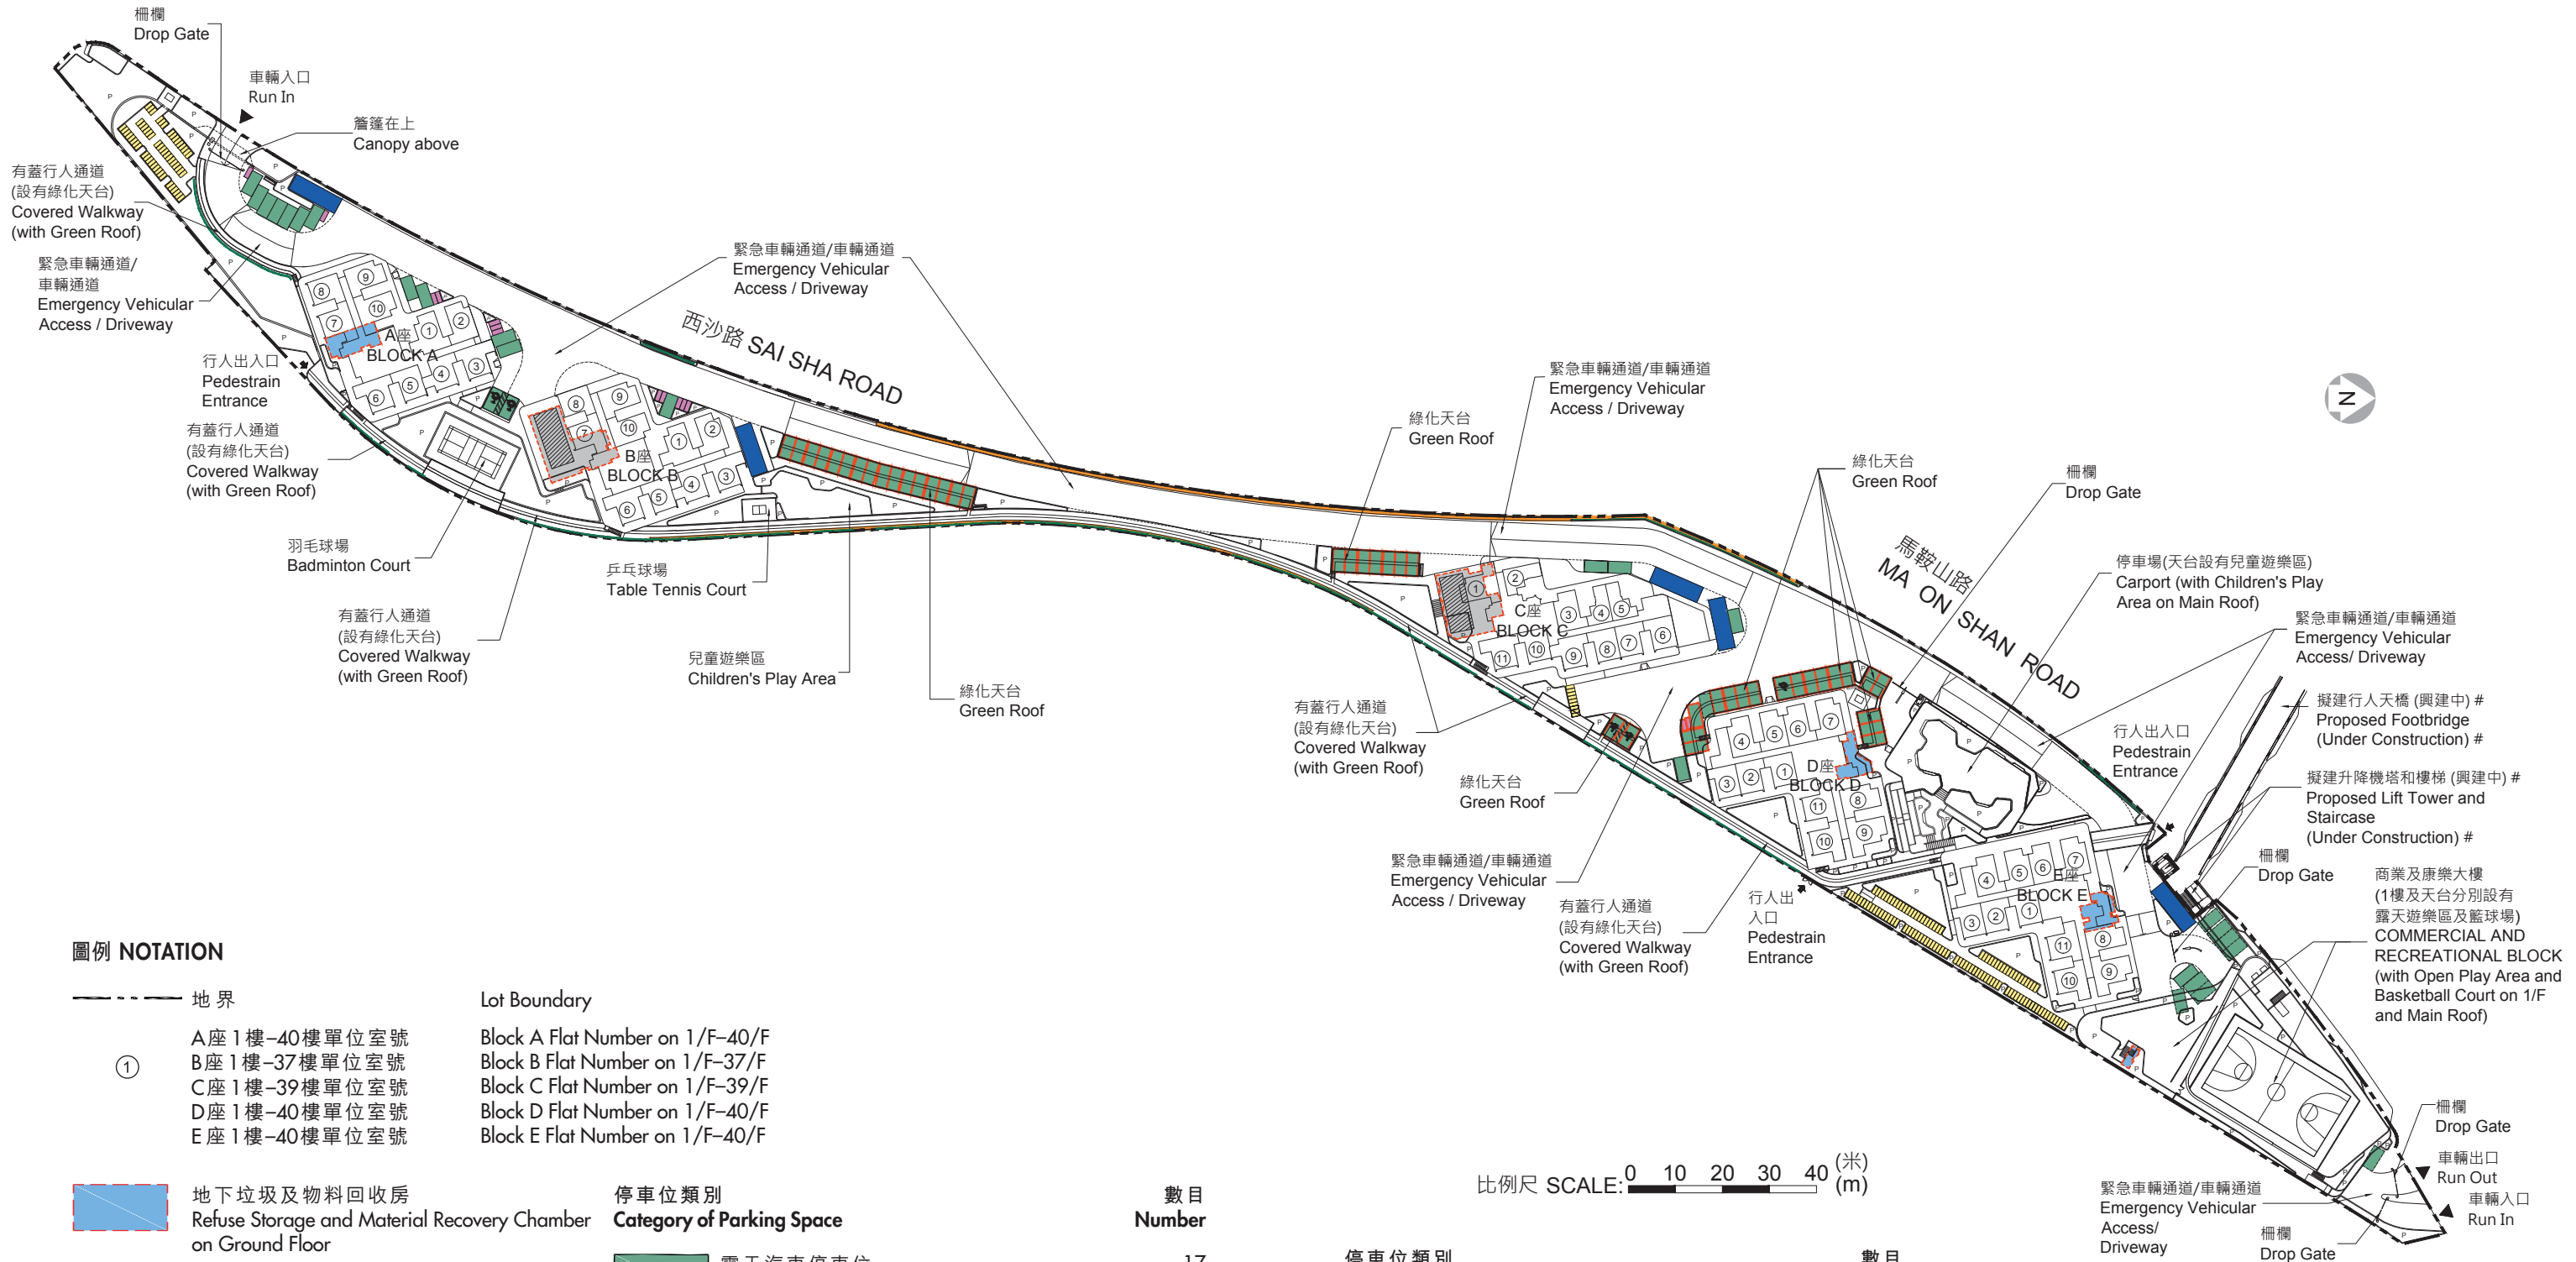 柵欄
Drop Gate
車輛入口
Run In
簷篷在上
Canopy above
有蓋行人通道
(設有綠化天台)
Covered Walkway
(with Green Roof)
緊急車輛通道/
車輛通道
Emergency Vehicular
Access / Driveway
行人出入口
Pedestrain
Entrance
有蓋行人通道
(設有綠化天台)
Covered Walkway
(with Green Roof)
羽毛球場
Badminton Court
有蓋行人通道
(設有綠化天台)
Covered Walkway
(with Green Roof)
A座
BLOCK A
B座
BLOCK B
緊急車輛通道/車輛通道
Emergency Vehicular
Access / Driveway
西沙路 SAI SHA ROAD
乒乓球場
Table Tennis Court
兒童遊樂區
Children's Play Area
綠化天台
Green Roof
綠化天台
Green Roof
緊急車輛通道/車輛通道
Emergency Vehicular
Access / Driveway
綠化天台
Green Roof
柵欄
Drop Gate
C座
BLOCK C
有蓋行人通道
(設有綠化天台)
Covered Walkway
(with Green Roof)
綠化天台
Green Roof
緊急車輛通道/車輛通道
Emergency Vehicular
Access / Driveway
有蓋行人通道
(設有綠化天台)
Covered Walkway
(with Green Roof)
行人出
入口
Pedestrain
Entrance
D座
BLOCK D
馬鞍山路
MA ON SHAN ROAD
N
停車場(天台設有兒童遊樂區)
Carport (with Children's Play
Area on Main Roof)
緊急車輛通道/車輛通道
Emergency Vehicular
Access/ Driveway
擬建行人天橋 (興建中) #
Proposed Footbridge
(Under Construction) #
行人出入口
Pedestrain
Entrance
擬建升降機塔和樓梯 (興建中) #
Proposed Lift Tower and
Staircase
(Under Construction) #
柵欄
Drop Gate
E座
BLOCK E
商業及康樂大樓
(1樓及天台分別設有
露天遊樂區及籃球場)
COMMERCIAL AND
RECREATIONAL BLOCK
(with Open Play Area and
Basketball Court on 1/F
and Main Roof)
柵欄
Drop Gate
車輛出口
Run Out
車輛入口
Run In
緊急車輛通道/車輛通道
Emergency Vehicular
Access/
Driveway
柵欄
Drop Gate
比例尺 SCALE: 0 10 20 30 40 (米)
(m)
圖例 NOTATION
地界 Lot Boundary
A座1樓–40樓單位室號 Block A Flat Number on 1/F–40/F
B座1樓–37樓單位室號 Block B Flat Number on 1/F–37/F
① C座1樓–39樓單位室號 Block C Flat Number on 1/F–39/F
D座1樓–40樓單位室號 Block D Flat Number on 1/F–40/F
E座1樓–40樓單位室號 Block E Flat Number on 1/F–40/F
地下垃圾及物料回收房
Refuse Storage and Material Recovery Chamber
on Ground Floor
停車位類別 數目
Category of Parking Space Number